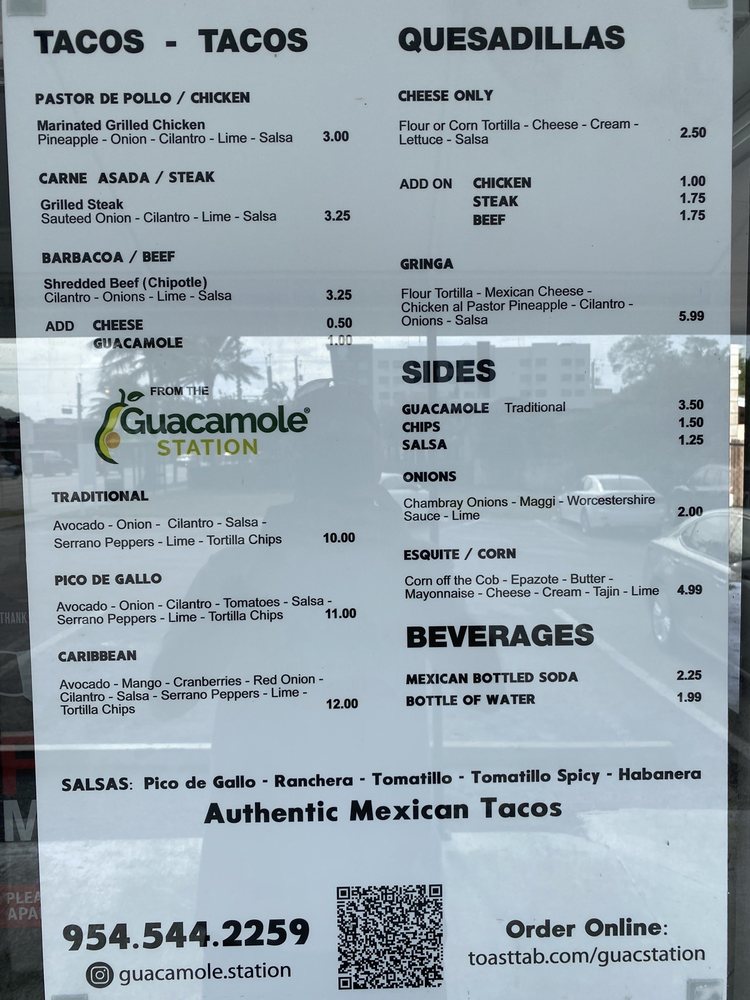 TACOS - TACOS
PASTOR DE POLLO / CHICKEN
Marinated Grilled Chicken
Pineapple - Onion - Cilantro - Lime - Salsa 3.00
CARNE ASADA / STEAK
Grilled Steak
Sauteed Onion - Cilantro - Lime - Salsa 3.25
BARBACOA / BEEF
Shredded Beef (Chipotle)
Cilantro - Onions - Lime - Salsa 3.25
ADD CHEESE 0.50
GUACAMOLE 1.00
FROM THE
Guacamole®
STATION
TRADITIONAL
Avocado - Onion - Cilantro - Salsa -
Serrano Peppers - Lime - Tortilla Chips 10.00
PICO DE GALLO
Avocado - Onion - Cilantro - Tomatoes - Salsa -
Serrano Peppers - Lime - Tortilla Chips 11.00
CARIBBEAN
Avocado - Mango - Cranberries - Red Onion -
Cilantro - Salsa - Serrano Peppers - Lime -
Tortilla Chips 12.00
QUESADILLAS
CHEESE ONLY
Flour or Corn Tortilla - Cheese - Cream -
Lettuce - Salsa 2.50
ADD ON CHICKEN 1.00
STEAK 1.75
BEEF 1.75
GRINGA
Flour Tortilla - Mexican Cheese -
Chicken al Pastor Pineapple - Cilantro -
Onions - Salsa 5.99
SIDES
GUACAMOLE Traditional 3.50
CHIPS 1.50
SALSA 1.25
ONIONS
Chambray Onions - Maggi - Worcestershire
Sauce - Lime 2.00
ESQUITE / CORN
Corn off the Cob - Epazote - Butter -
Mayonnaise - Cheese - Cream - Tajin - Lime 4.99
BEVERAGES
MEXICAN BOTTLED SODA 2.25
BOTTLE OF WATER 1.99
SALSAS: Pico de Gallo - Ranchera - Tomatillo - Tomatillo Spicy - Habanera
Authentic Mexican Tacos
954.544.2259
guacamole.station
Order Online:
toasttab.com/guacstation
THANK